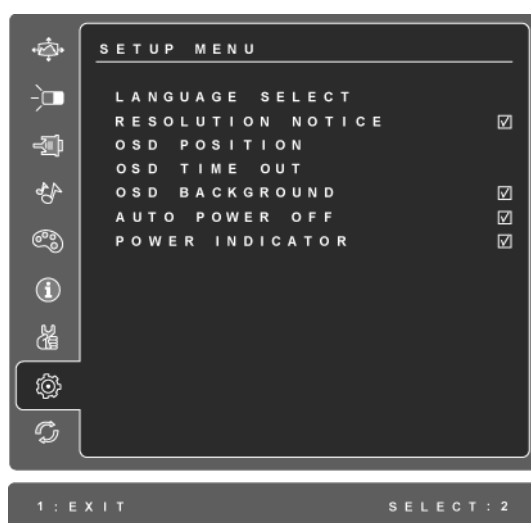 SETUP MENU
LANGUAGE SELECT
RESOLUTION NOTICE
OSD POSITION
OSD TIME OUT
OSD BACKGROUND
AUTO POWER OFF
POWER INDICATOR
1:EXIT SELECT:2